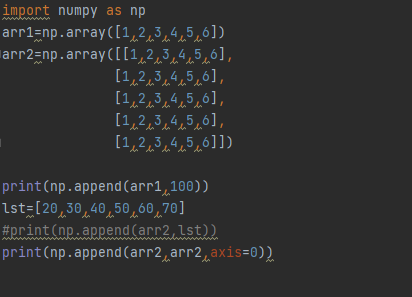 import numpy as np
arr1=np.array([1,2,3,4,5,6])
arr2=np.array([[1,2,3,4,5,6],
[1,2,3,4,5,6],
[1,2,3,4,5,6],
[1,2,3,4,5,6],
[1,2,3,4,5,6]])
print(np.append(arr1,100))
lst=[20,30,40,50,60,70]
#print(np.append(arr2,lst))
print(np.append(arr2,arr2,axis=0))